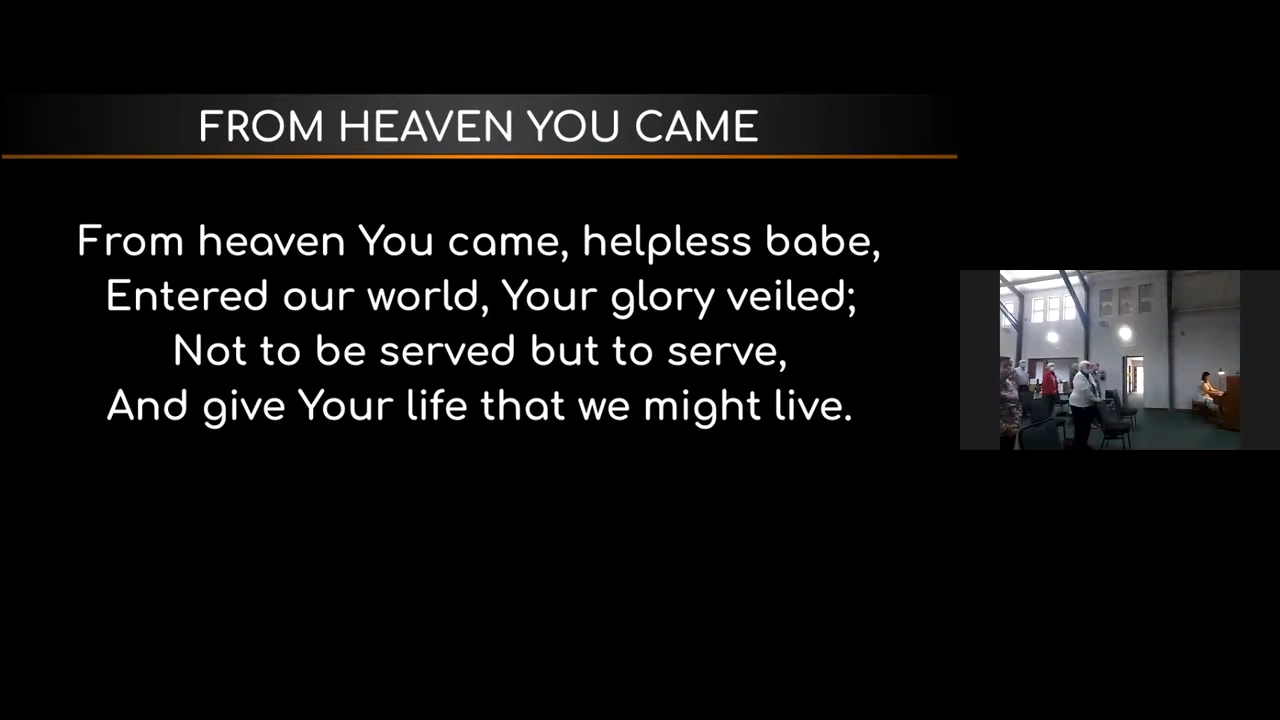 FROM HEAVEN YOU CAME
From heaven You came, helpless babe,
Entered our world, Your glory veiled;
Not to be served but to serve,
And give Your life that we might live.